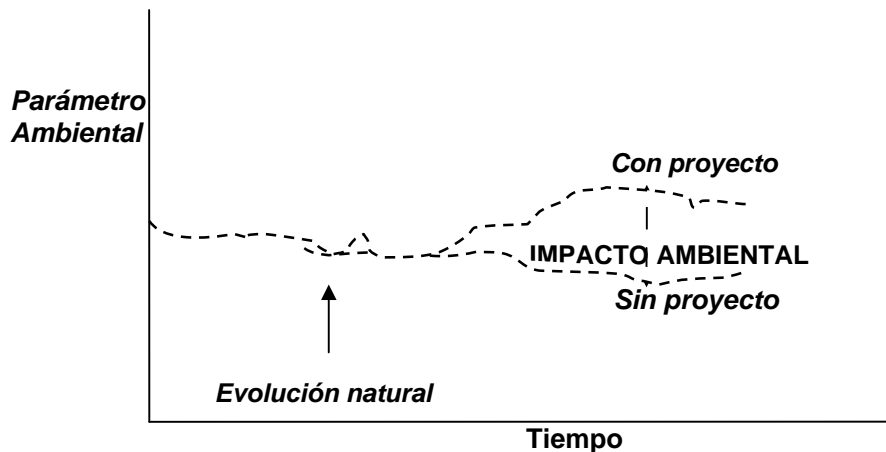 Parámetro
Ambiental
Con proyecto
IMPACTO AMBIENTAL
Sin proyecto
Evolución natural
Tiempo